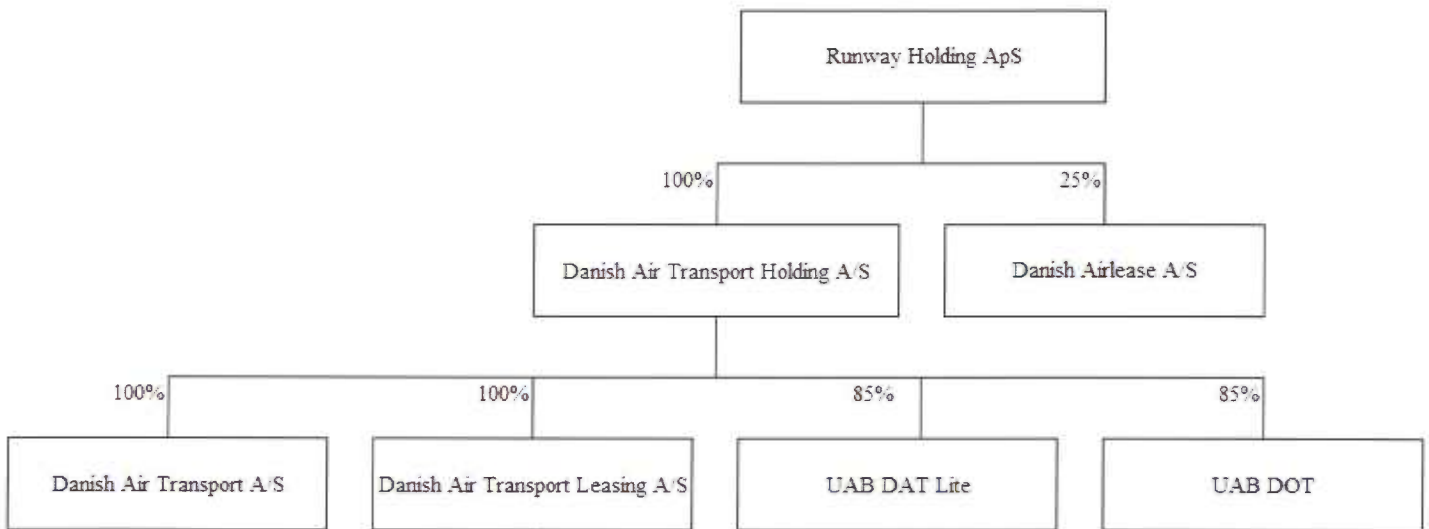 Runway Holding ApS
100%
25%
Danish Air Transport Holding A/S
Danish Airlease A/S
100%
100%
85%
85%
Danish Air Transport A/S
Danish Air Transport Leasing A/S
UAB DAT Lite
UAB DOT